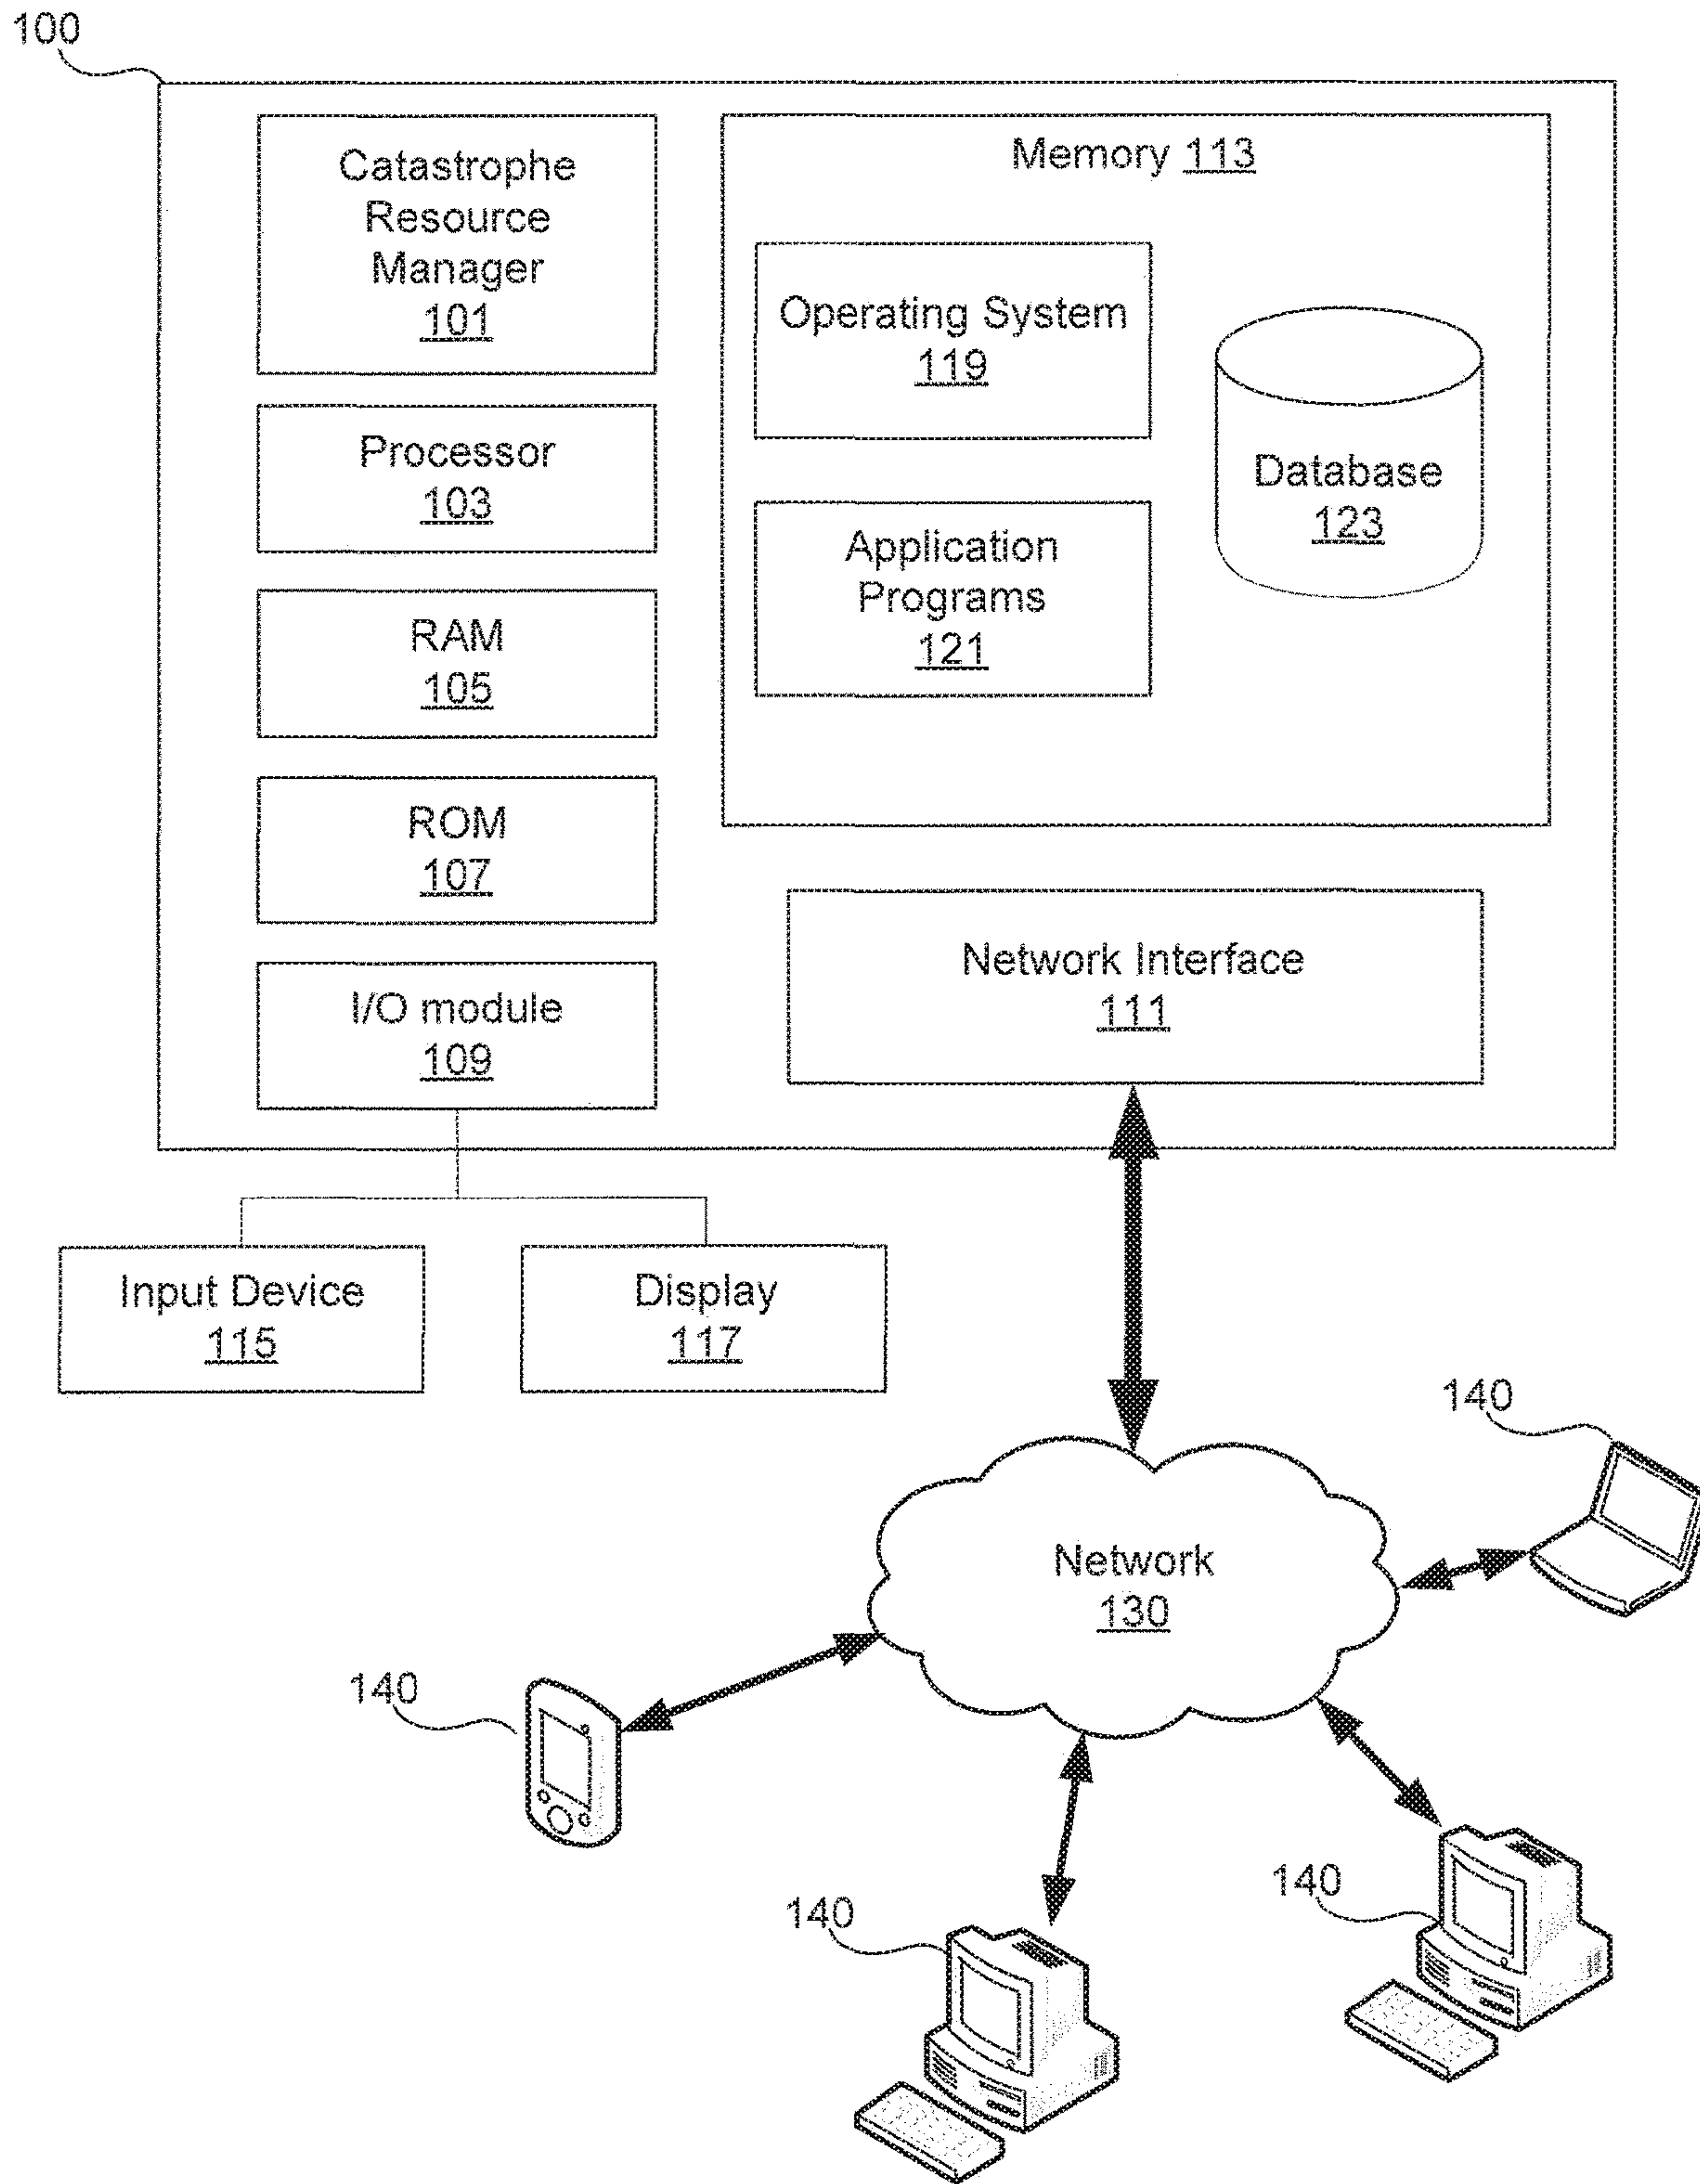 100
Catastrophe
Resource
Manager
101
Processor
103
RAM
105
ROM
107
I/O module
109
Memory 113
Operating System
119
Application
Programs
121
Database
123
Network Interface
111
Input Device
115
Display
117
Network
130
140
140
140
140